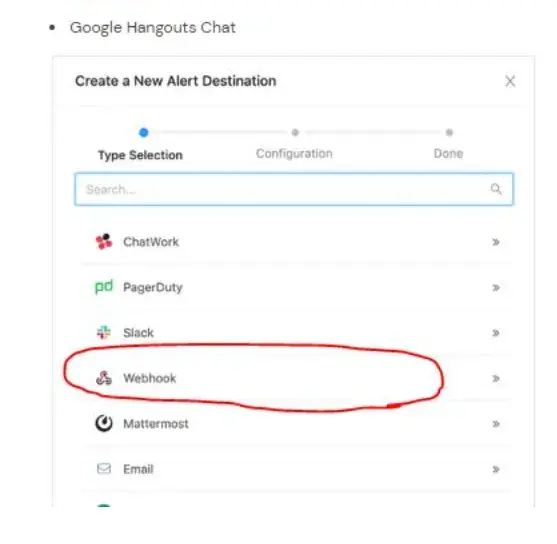 Google Hangouts Chat
Create a New Alert Destination
Type Selection
Configuration
Done
Search...
ChatWork
pd PagerDuty
Slack
Webhook
Mattermost
Email